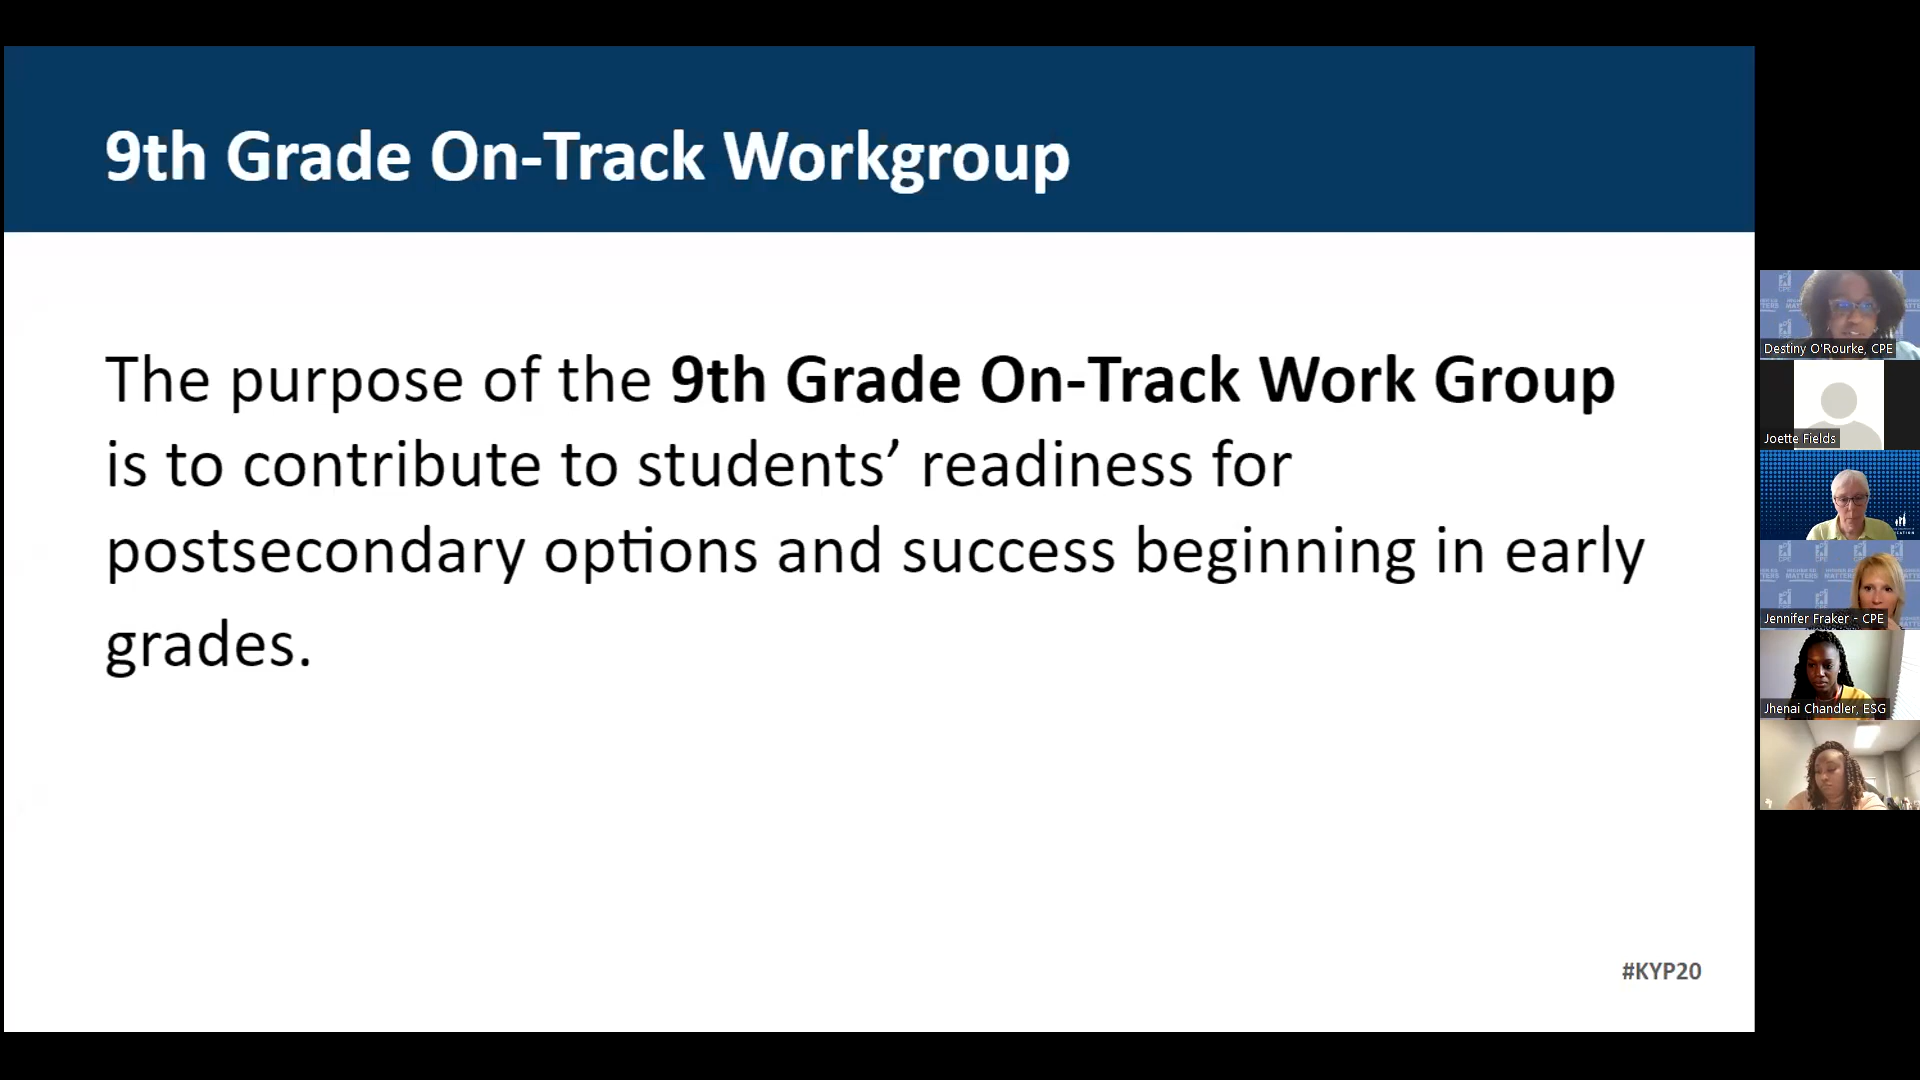 9th Grade On-Track Workgroup
The purpose of the 9th Grade On-Track Work Group
is to contribute to students’ readiness for
postsecondary options and success beginning in early
grades.
#KYP20
Destiny O'Rourke, CPE
Joette Fields
Jennifer Fraker - CPE
Jhenai Chandler, ESG